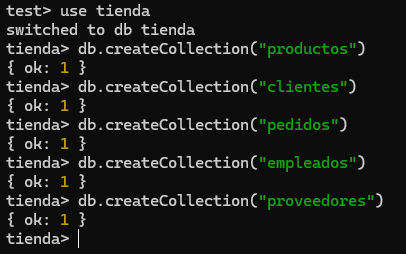 test> use tienda
switched to db tienda
tienda> db.createCollection("productos")
{ ok: 1 }
tienda> db.createCollection("clientes")
{ ok: 1 }
tienda> db.createCollection("pedidos")
{ ok: 1 }
tienda> db.createCollection("empleados")
{ ok: 1 }
tienda> db.createCollection("proveedores")
{ ok: 1 }
tienda>